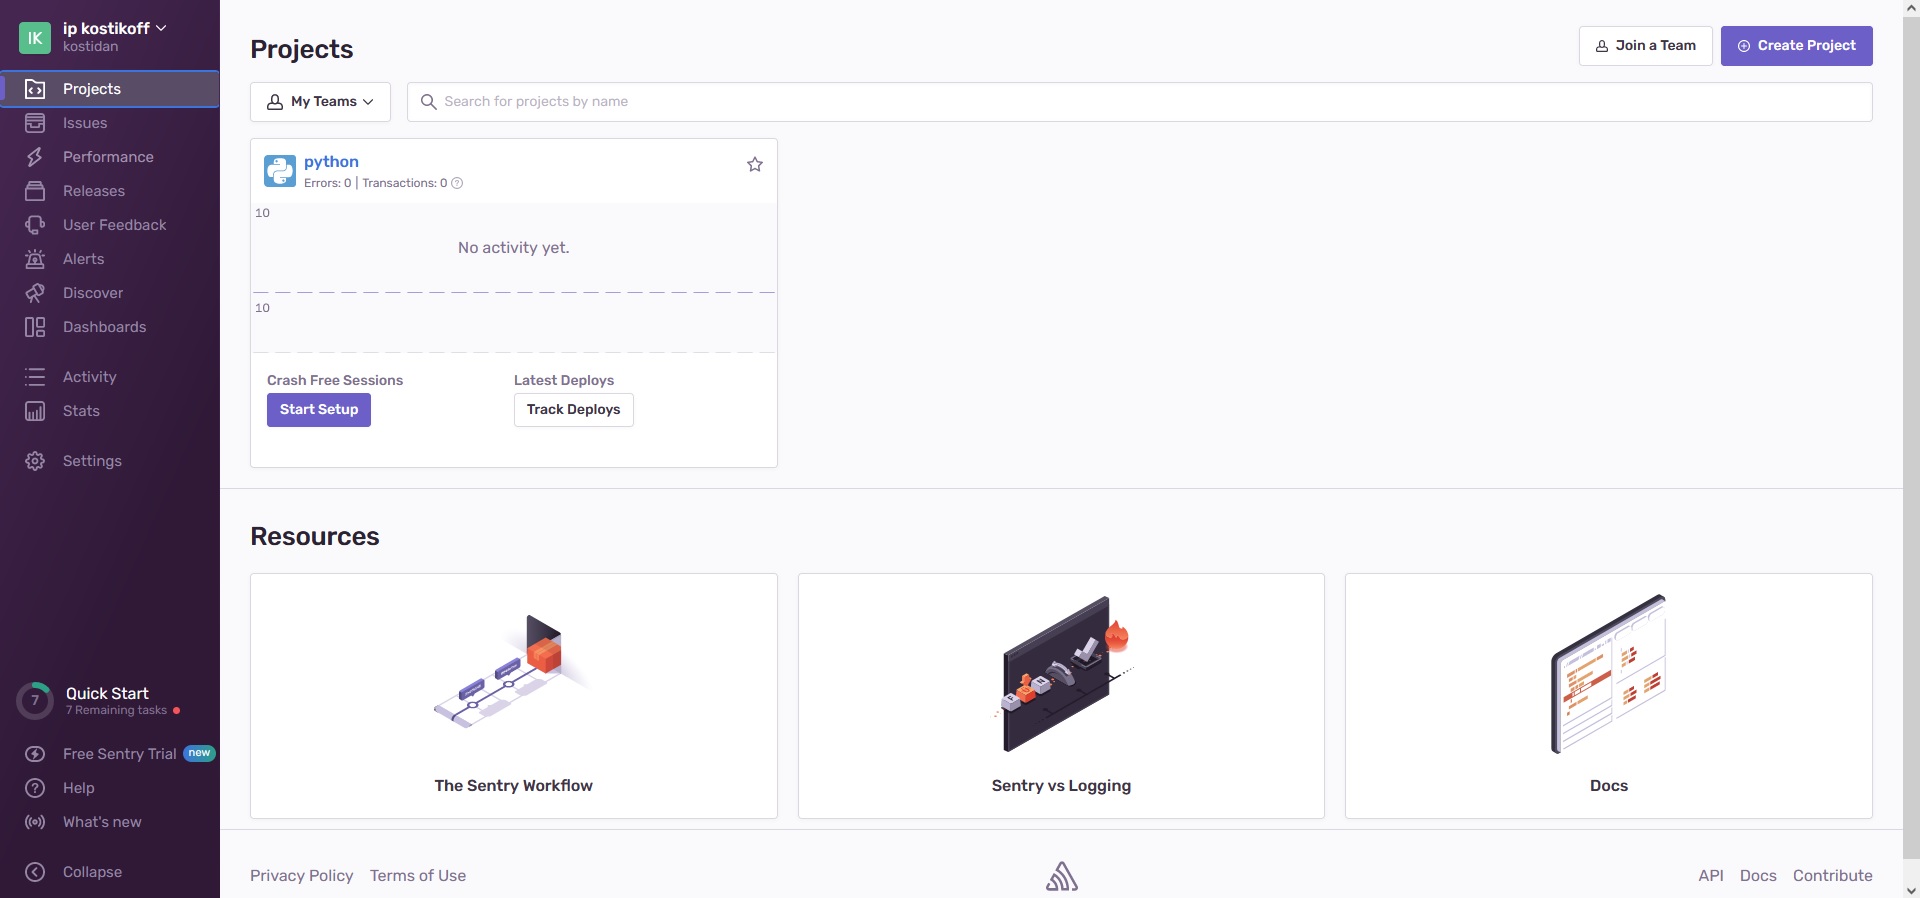 IK
ip kostikoff
kostidan
Projects
Issues
Performance
Releases
User Feedback
Alerts
Discover
Dashboards
Activity
Stats
Settings
7
Quick Start
7 Remaining tasks
Free Sentry Trial new
Help
What's new
Collapse
Projects
Join a Team
Create Project
My Teams
Search for projects by name
python
Errors: 0 | Transactions: 0 ?
10
No activity yet.
10
Crash Free Sessions
Start Setup
Latest Deploys
Track Deploys
Resources
The Sentry Workflow
Sentry vs Logging
Docs
Privacy Policy Terms of Use
API Docs Contribute